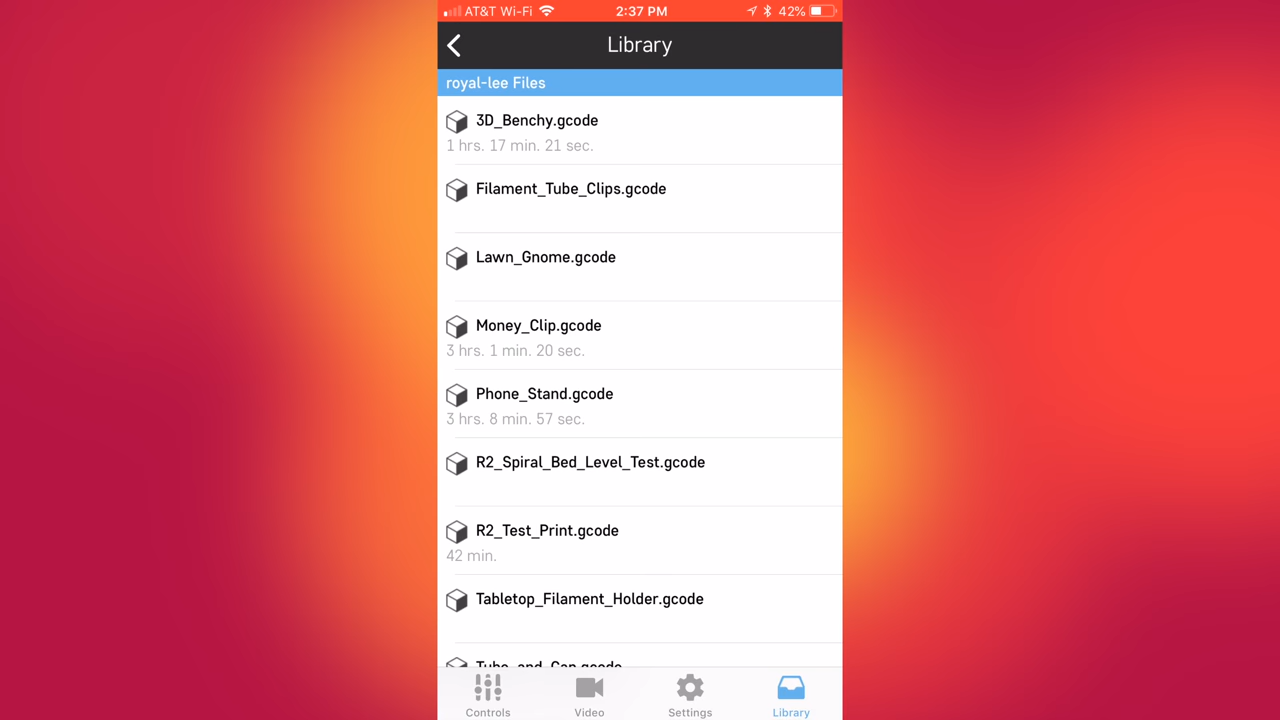 AT&T Wi-Fi 2:37 PM 42%
Library
royal-lee Files
3D_Benchy.gcode
1 hrs. 17 min. 21 sec.
Filament_Tube_Clips.gcode
Lawn_Gnome.gcode
Money_Clip.gcode
3 hrs. 1 min. 20 sec.
Phone_Stand.gcode
3 hrs. 8 min. 57 sec.
R2_Spiral_Bed_Level_Test.gcode
R2_Test_Print.gcode
42 min.
Tabletop_Filament_Holder.gcode
Tube_and_Cap.gcode
Controls Video Settings Library